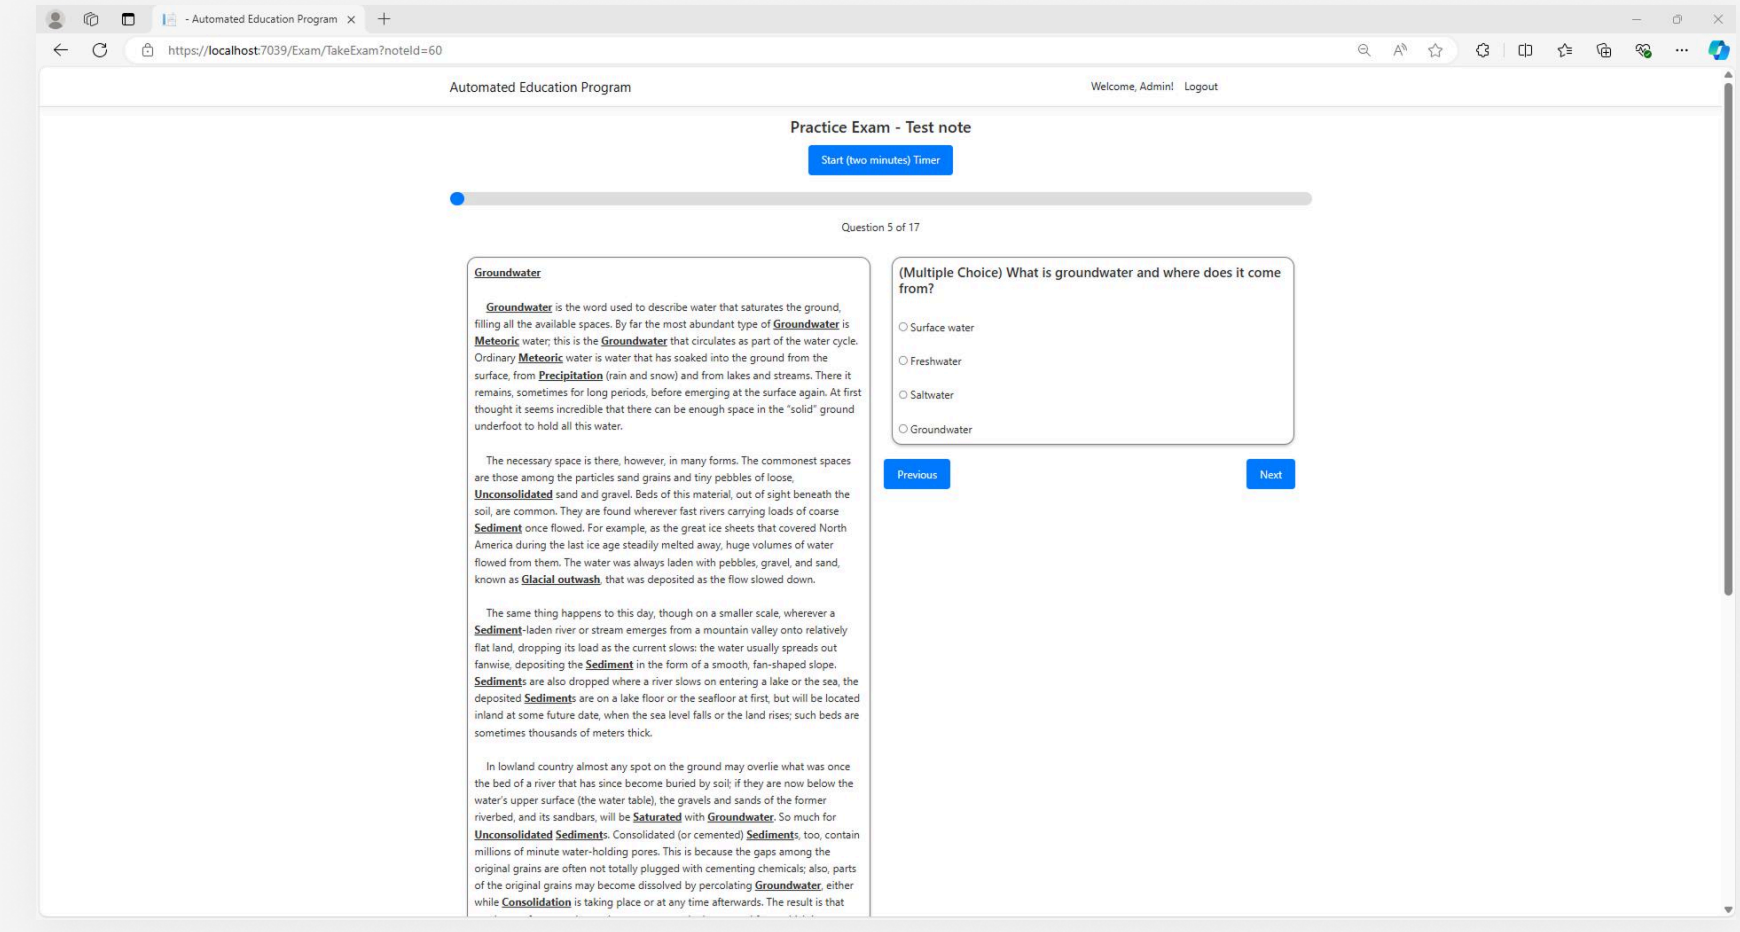 - Automated Education Program
https://localhost:7039/Exam/TakeExam?noteId=60
Automated Education Program
Welcome, Admin!
Logout
Practice Exam - Test note
Start (two minutes) Timer
Question 5 of 17
Groundwater
Groundwater is the word used to describe water that saturates the ground,
filling all the available spaces. By far the most abundant type of Groundwater is
Meteoric water; this is the Groundwater that circulates as part of the water cycle.
Ordinary Meteoric water is water that has soaked into the ground from the
surface, from Precipitation (rain and snow) and from lakes and streams. There it
remains, sometimes for long periods, before emerging at the surface again. At first
thought it seems incredible that there can be enough space in the “solid” ground
underfoot to hold all this water.
The necessary space is there, however, in many forms. The commonest spaces
are those among the particles sand grains and tiny pebbles of loose,
Unconsolidated sand and gravel. Beds of this material, out of sight beneath the
soil, are common. They are found wherever fast rivers carrying loads of coarse
Sediment once flowed. For example, as the great ice sheets that covered North
America during the last ice age steadily melted away, huge volumes of water
flowed from them. The water was always laden with pebbles, gravel, and sand,
known as Glacial outwash, that was deposited as the flow slowed down.
The same thing happens to this day, though on a smaller scale, wherever a
Sediment-laden river or stream emerges from a mountain valley onto relatively
flat land, dropping its load as the current slows: the water usually spreads out
fanwise, depositing the Sediment in the form of a smooth, fan-shaped slope.
Sediments are also dropped where a river slows on entering a lake or the sea, the
deposited Sediments are on a lake floor or the seafloor at first, but will be located
inland at some future date, when the sea level falls or the land rises; such beds are
sometimes thousands of meters thick.
In lowland country almost any spot on the ground may overlie what was once
the bed of a river that has since become buried by soil; if they are now below the
water’s upper surface (the water table), the gravels and sands of the former
riverbed, and its sandbars, will be Saturated with Groundwater. So much for
Unconsolidated Sediments. Consolidated (or cemented) Sediments, too, contain
millions of minute water-holding pores. This is because the gaps among the
original grains are often not totally plugged with cementing chemicals; also, parts
of the original grains may become dissolved by percolating Groundwater, either
while Consolidation is taking place or at any time afterwards. The result is that
(Multiple Choice) What is groundwater and where does it come
from?
Surface water
Freshwater
Saltwater
Groundwater
Previous
Next